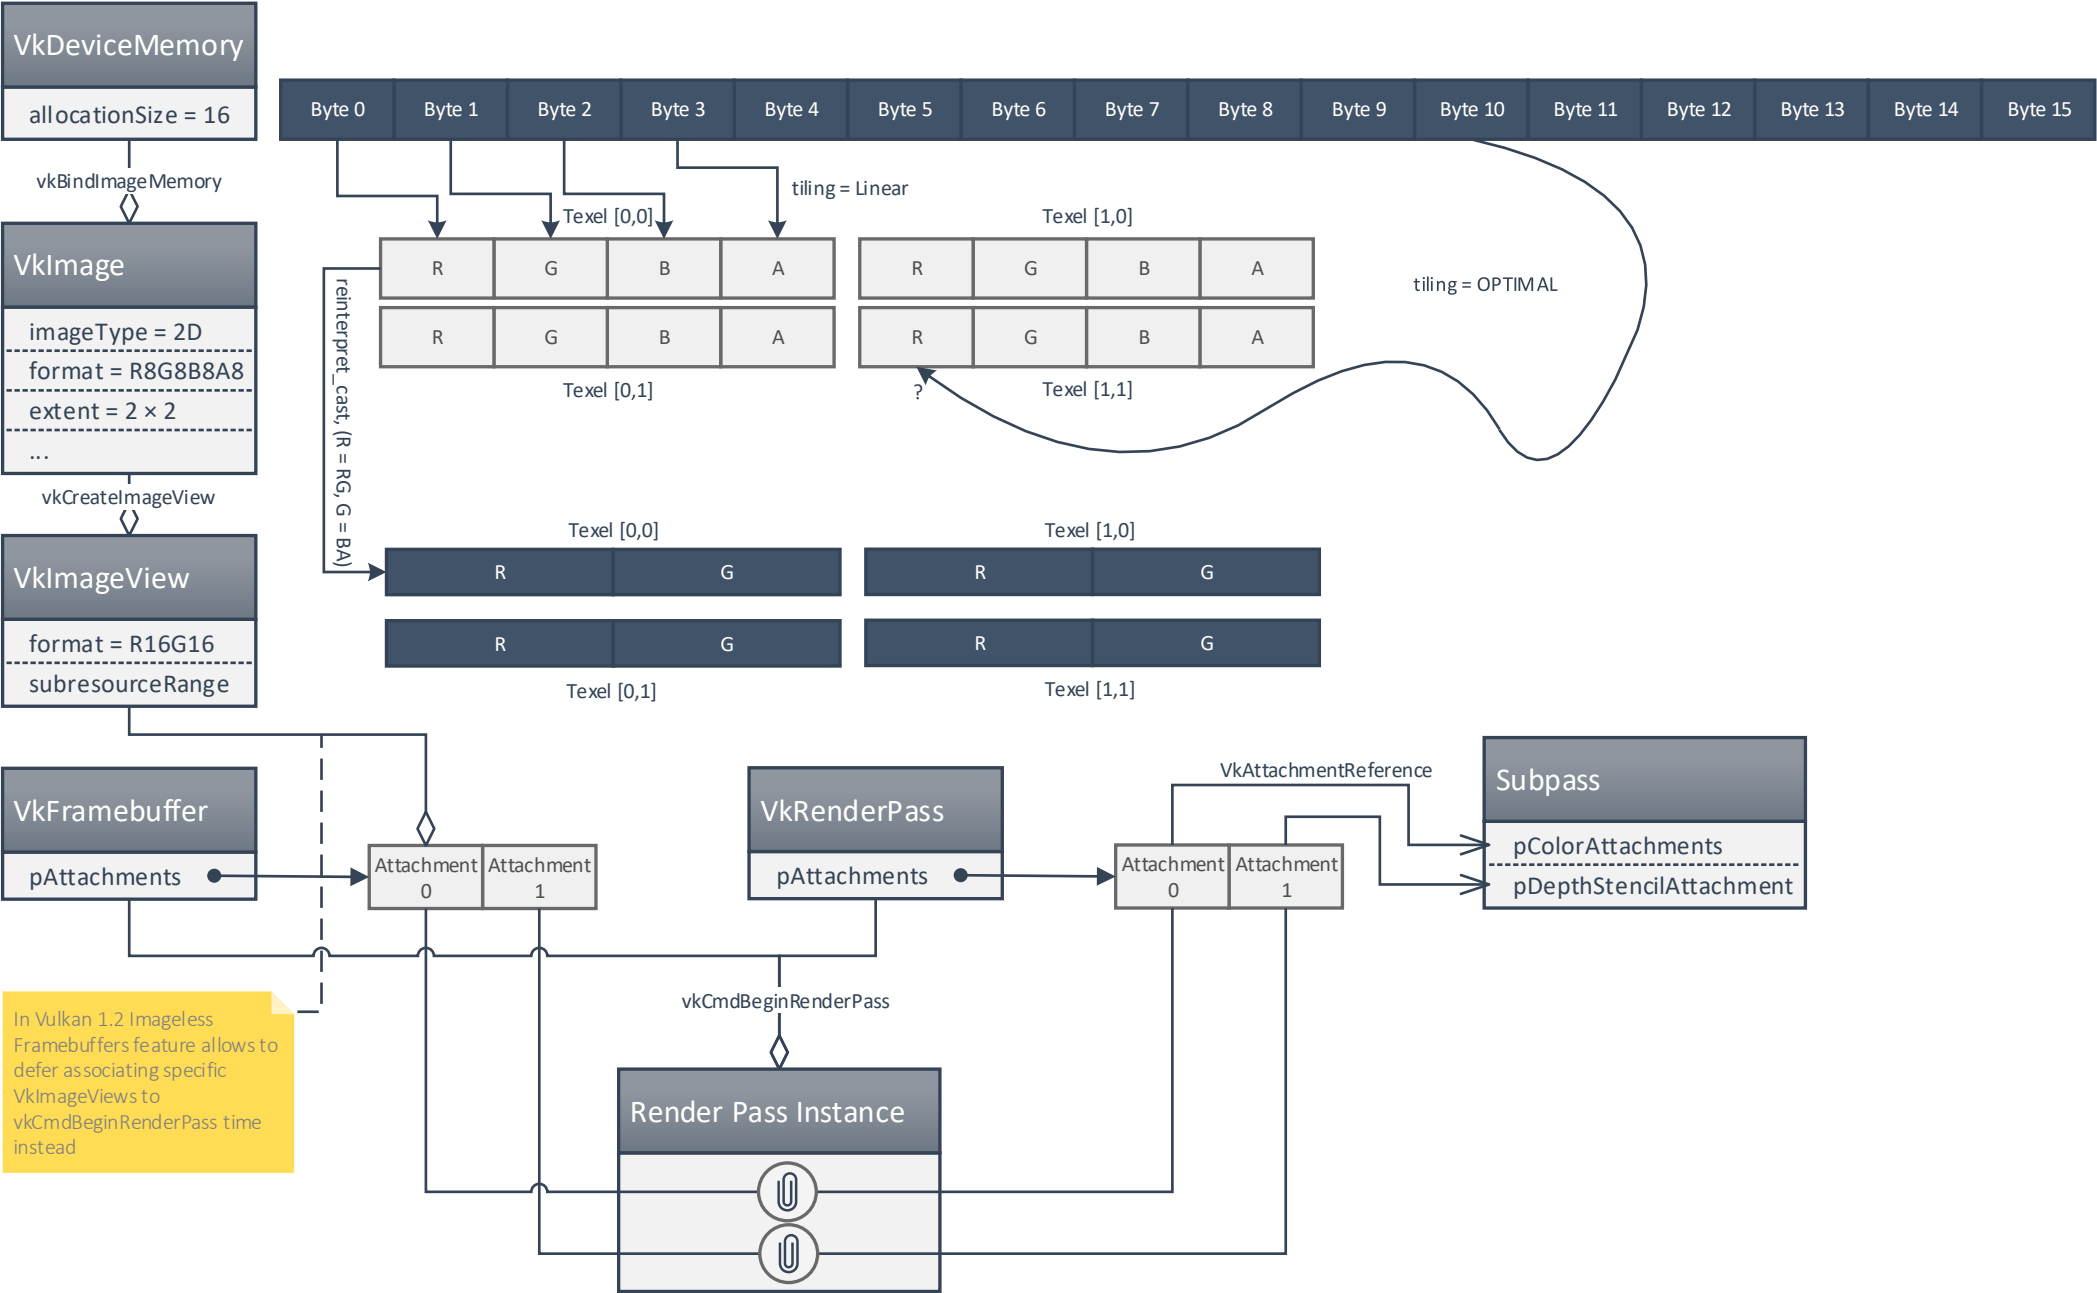 VkDeviceMemory
allocationSize = 16
Byte 0
Byte 1
Byte 2
Byte 3
Byte 4
Byte 5
Byte 6
Byte 7
Byte 8
Byte 9
Byte 10
Byte 11
Byte 12
Byte 13
Byte 14
Byte 15
vkBindImageMemory
tiling = Linear
Texel [0,0]
Texel [1,0]
VkImage
imageType = 2D
format = R8G8B8A8
extent = 2 × 2
...
R
G
B
A
R
G
B
A
R
G
B
A
R
G
B
A
tiling = OPTIMAL
Texel [0,1]
?
Texel [1,1]
reinterpret_cast, (R = RG, G = BA)
vkCreateImageView
Texel [0,0]
Texel [1,0]
VkImageView
format = R16G16
subresourceRange
R
G
R
G
R
G
R
G
Texel [0,1]
Texel [1,1]
VkFramebuffer
pAttachments
Attachment
0
Attachment
1
VkRenderPass
pAttachments
Attachment
0
Attachment
1
VkAttachmentReference
Subpass
pColorAttachments
pDepthStencilAttachment
vkCmdBeginRenderPass
In Vulkan 1.2 Imageless
Framebuffers feature allows to
defer associating specific
VkImageViews to
vkCmdBeginRenderPass time
instead
Render Pass Instance